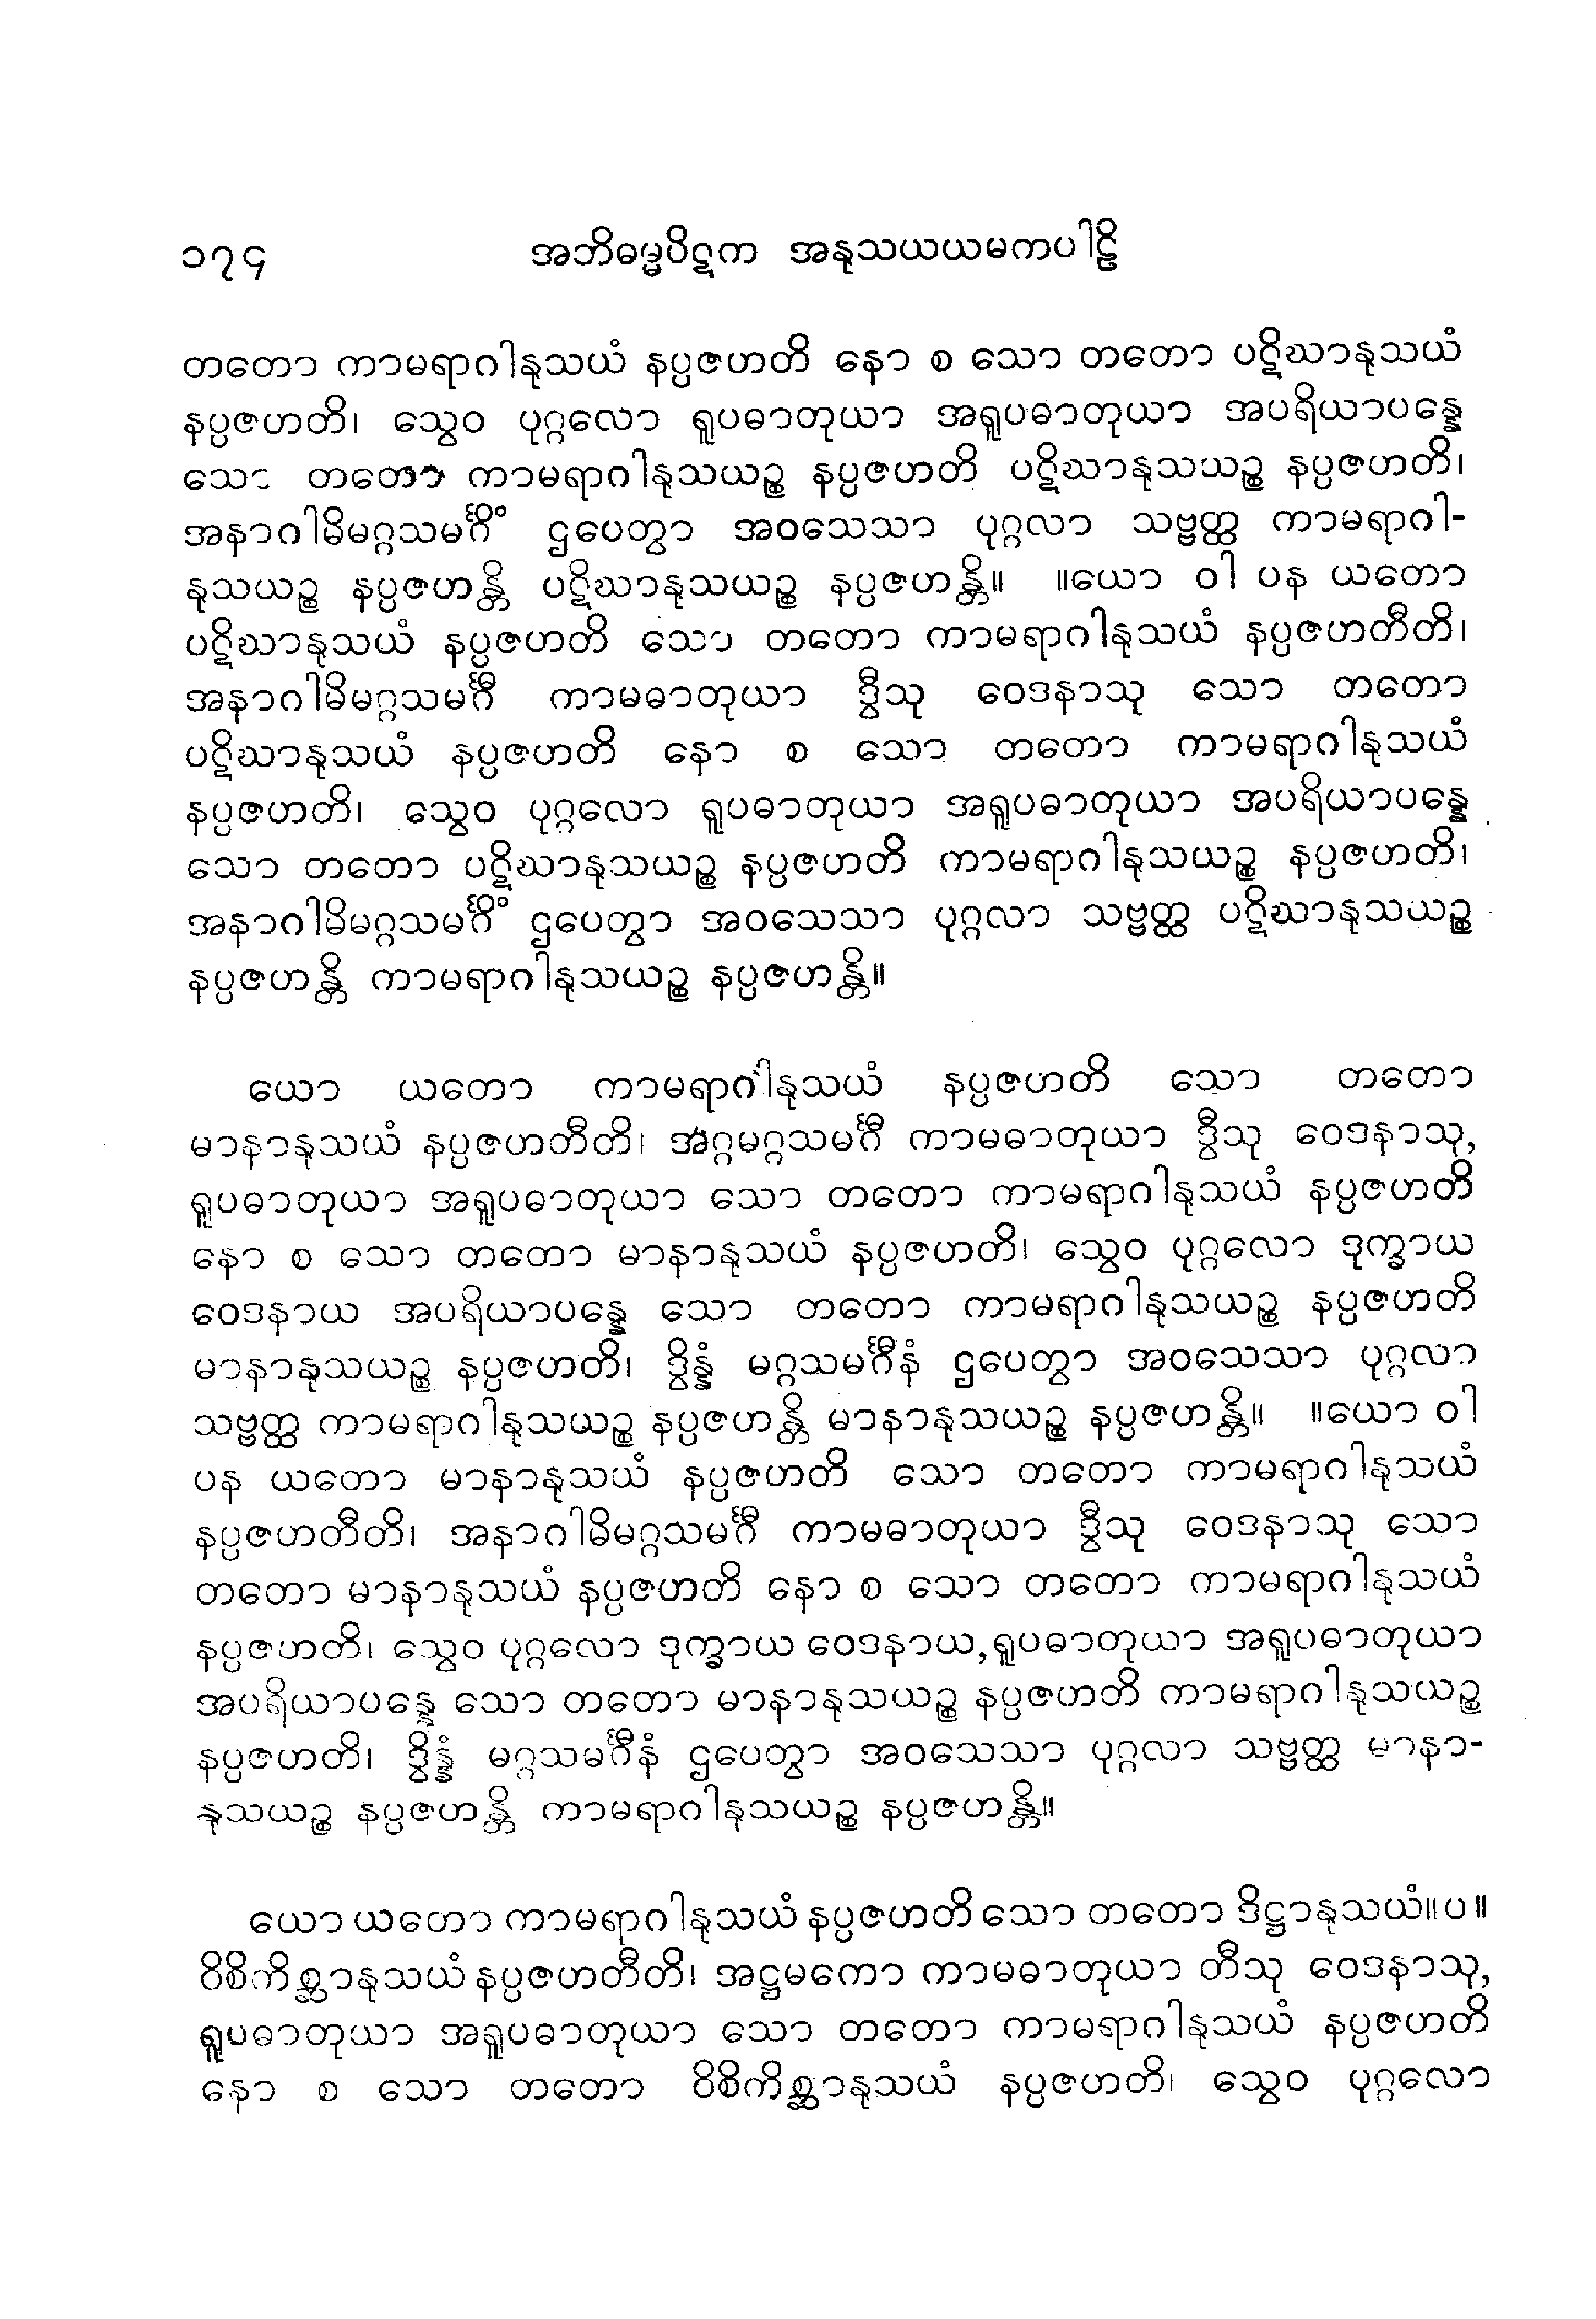 ၁၇၄ အဘိဓမ္မပိဋက အနုသယယမကပါဠိ
တတော ကာမရာဂါနုသယံ နပ္ပဇဟတိ နော စ သော တတော ပဋိဃာနုသယံ
နပ္ပဇဟတိ၊ သွေဝ ပုဂ္ဂလော ရူပဓာတုယာ အရူပဓာတုယာ အပရိယာပန္နေ
သော တတော ကာမရာဂါနုသယဉ္စ နပ္ပဇဟတိ ပဋိဃာနုသယဉ္စ နပ္ပဇဟတိ၊
အနာဂါမိမဂ္ဂသမင်္ဂိံ ဌပေတွာ အဝသေသာ ပုဂ္ဂလာ သဗ္ဗတ္ထ ကာမရာဂါ-
နုသယဉ္စ နပ္ပဇဟန္တိ ပဋိဃာနုသယဉ္စ နပ္ပဇဟန္တိ။ ။ယော ဝါ ပန ယတော
ပဋိဃာနုသယံ နပ္ပဇဟတိ သော တတော ကာမရာဂါနုသယံ နပ္ပဇဟတီတိ၊
အနာဂါမိမဂ္ဂသမင်္ဂီ ကာမဓာတုယာ ဒွီသု ဝေဒနာသု သော တတော
ပဋိဃာနုသယံ နပ္ပဇဟတိ နော စ သော တတော ကာမရာဂါနုသယံ
နပ္ပဇဟတိ၊ သွေဝ ပုဂ္ဂလော ရူပဓာတုယာ အရူပဓာတုယာ အပရိယာပန္နေ
သော တတော ပဋိဃာနုသယဉ္စ နပ္ပဇဟတိ ကာမရာဂါနုသယဉ္စ နပ္ပဇဟတိ၊
အနာဂါမိမဂ္ဂသမင်္ဂိံ ဌပေတွာ အဝသေသာ ပုဂ္ဂလာ သဗ္ဗတ္ထ ပဋိဃာနုသယဉ္စ
နပ္ပဇဟန္တိ ကာမရာဂါနုသယဉ္စ နပ္ပဇဟန္တိ။
ယော ယတော ကာမရာဂါနုသယံ နပ္ပဇဟတိ သော တတော
မာနာနုသယံ နပ္ပဇဟတီတိ၊ အဂ္ဂမဂ္ဂသမင်္ဂီ ကာမဓာတုယာ ဒွီသု ဝေဒနာသု,
ရူပဓာတုယာ အရူပဓာတုယာ သော တတော ကာမရာဂါနုသယံ နပ္ပဇဟတိ
နော စ သော တတော မာနာနုသယံ နပ္ပဇဟတိ၊ သွေဝ ပုဂ္ဂလော ဒုက္ခာယ
ဝေဒနာယ အပရိယာပန္နေ သော တတော ကာမရာဂါနုသယဉ္စ နပ္ပဇဟတိ
မာနာနုသယဉ္စ နပ္ပဇဟတိ၊ ဒွိန္နံ မဂ္ဂသမင်္ဂီနံ ဌပေတွာ အဝသေသာ ပုဂ္ဂလာ
သဗ္ဗတ္ထ ကာမရာဂါနုသယဉ္စ နပ္ပဇဟန္တိ မာနာနုသယဉ္စ နပ္ပဇဟန္တိ။ ။ယော ဝါ
ပန ယတော မာနာနုသယံ နပ္ပဇဟတိ သော တတော ကာမရာဂါနုသယံ
နပ္ပဇဟတီတိ၊ အနာဂါမိမဂ္ဂသမင်္ဂီ ကာမဓာတုယာ ဒွီသု ဝေဒနာသု သော
တတော မာနာနုသယံ နပ္ပဇဟတိ နော စ သော တတော ကာမရာဂါနုသယံ
နပ္ပဇဟတိ၊ သွေဝ ပုဂ္ဂလော ဒုက္ခာယ ဝေဒနာယ, ရူပဓာတုယာ အရူပဓာတုယာ
အပရိယာပန္နေ သော တတော မာနာနုသယဉ္စ နပ္ပဇဟတိ ကာမရာဂါနုသယဉ္စ
နပ္ပဇဟတိ၊ ဒွိန္နံ မဂ္ဂသမင်္ဂီနံ ဌပေတွာ အဝသေသာ ပုဂ္ဂလာ သဗ္ဗတ္ထ မာနာ-
နုသယဉ္စ နပ္ပဇဟန္တိ ကာမရာဂါနုသယဉ္စ နပ္ပဇဟန္တိ။
ယော ယတော ကာမရာဂါနုသယံ နပ္ပဇဟတိ သော တတော ဒိဋ္ဌာနုသယံ။ပ။
ဝိစိကိစ္ဆာနုသယံ နပ္ပဇဟတီတိ၊ အဋ္ဌမကော ကာမဓာတုယာ တီသု ဝေဒနာသု,
ရူပဓာတုယာ အရူပဓာတုယာ သော တတော ကာမရာဂါနုသယံ နပ္ပဇဟတိ
နော စ သော တတော ဝိစိကိစ္ဆာနုသယံ နပ္ပဇဟတိ၊ သွေဝ ပုဂ္ဂလော